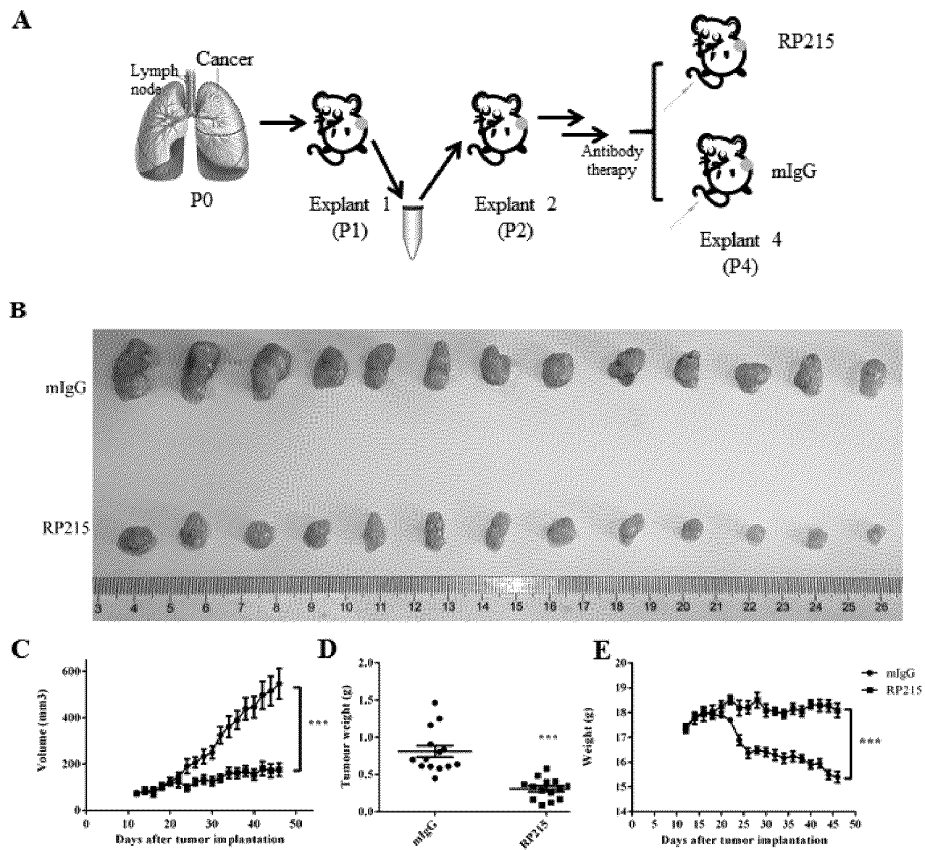 A
Lymph
node
Cancer
P0
Explant 1
(P1)
Explant 2
(P2)
Antibody
therapy
RP215
mIgG
Explant 4
(P4)
B
mIgG
RP215
3 4 5 6 7 8 9 10 11 12 13 14 15 16 17 18 19 20 21 22 23 24 25 26
C
600
400
200
0
Volume (mm3)
***
0 10 20 30 40 50
Days after tumor implantation
D
2.0
1.5
1.0
0.5
0.0
Tumour weight (g)
***
mIgG
RP215
E
20
19
18
17
16
15
14
Weight (g)
mIgG
RP215
***
0 5 10 15 20 25 30 35 40 45 50
Days after tumor implantation